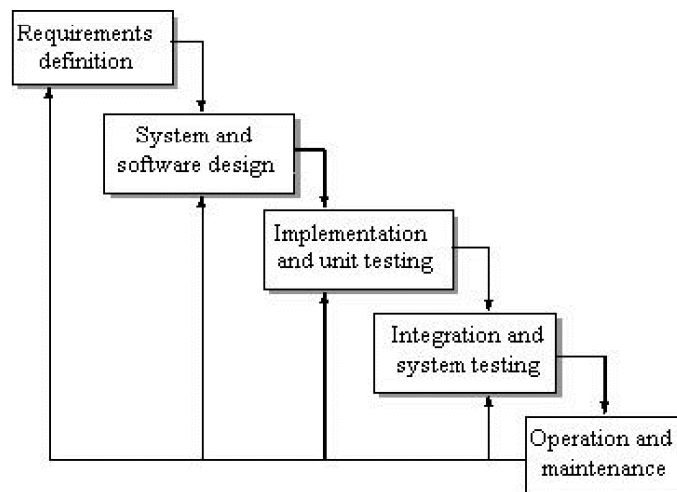 Requirements
definition
System and
software design
Implementation
and unit testing
Integration and
system testing
Operation and
maintenance